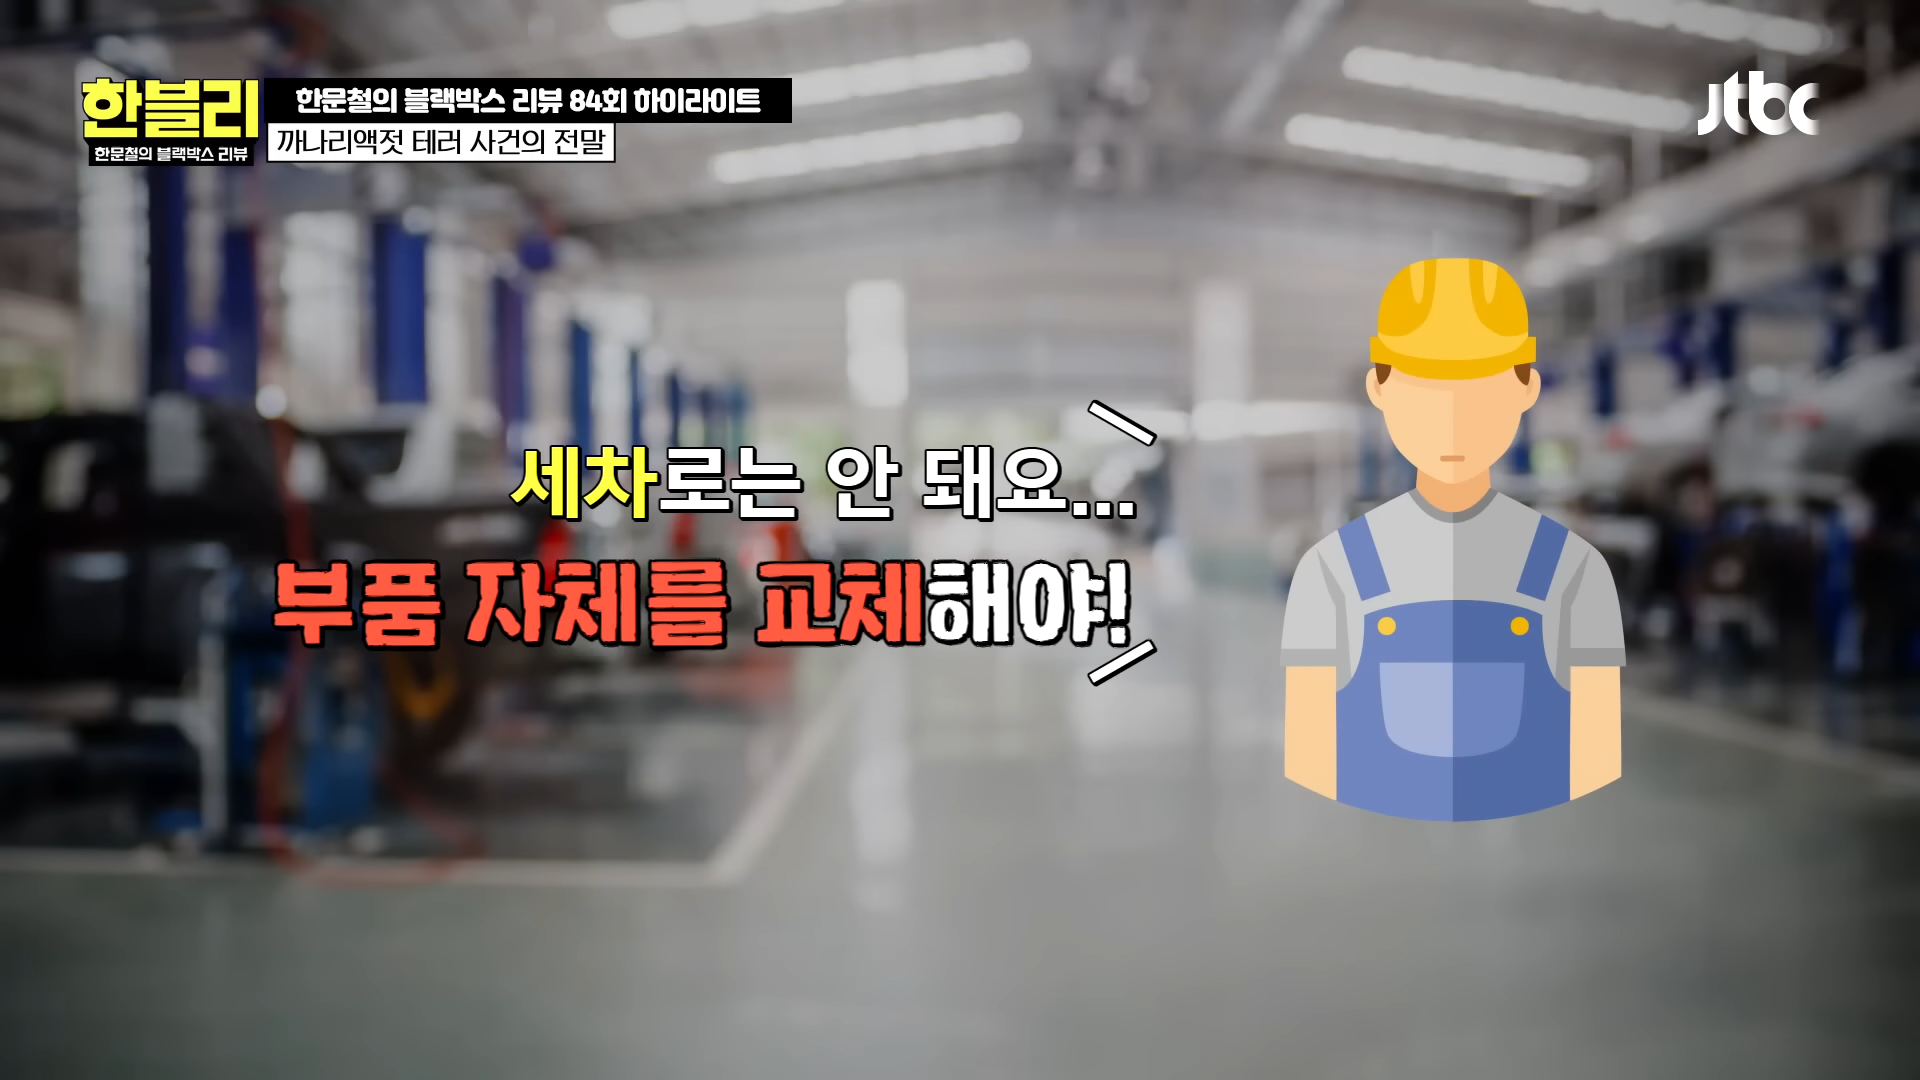 한블리
한문철의 블랙박스 리뷰
한문철의 블랙박스 리뷰 84회 하이라이트
까나리액젓 테러 사건의 전말
jtbc
세차로는 안 돼요...
부품 자체를 교체해야!